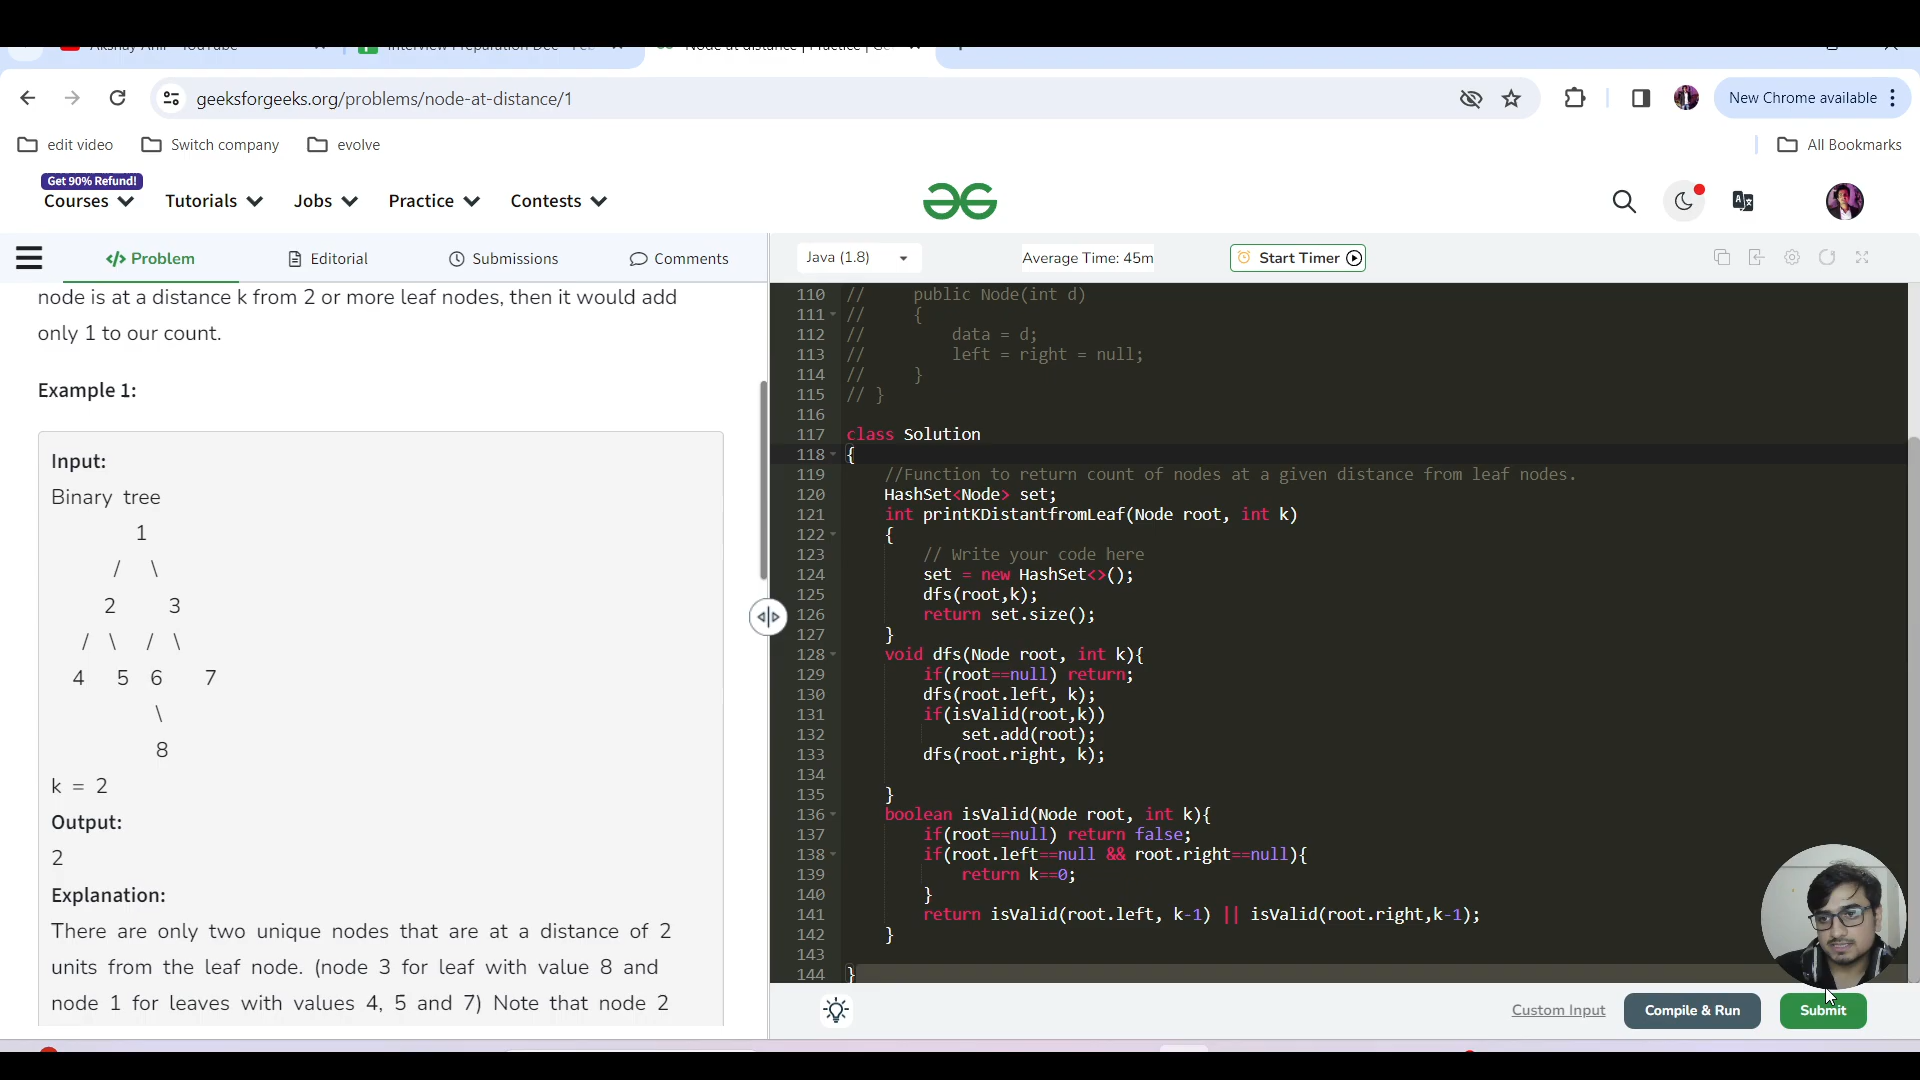 geeksforgeeks.org/problems/node-at-distance/1
New Chrome available
edit video
Switch company
evolve
All Bookmarks
Get 90% Refund!
Courses
Tutorials
Jobs
Practice
Contests
</> Problem
Editorial
Submissions
Comments
Java (1.8)
Average Time: 45m
Start Timer
node is at a distance k from 2 or more leaf nodes, then it would add
only 1 to our count.
Example 1:
Input:
Binary tree
1
/ \
2 3
/ \ / \
4 5 6 7
\
8
k = 2
Output:
2
Explanation:
There are only two unique nodes that are at a distance of 2
units from the leaf node. (node 3 for leaf with value 8 and
node 1 for leaves with values 4, 5 and 7) Note that node 2
110 // public Node(int d)
111 // {
112 // data = d;
113 // left = right = null;
114 // }
115 // }
116
117 class Solution
118 {
119 //Function to return count of nodes at a given distance from leaf nodes.
120 HashSet<Node> set;
121 int printKDistantfromLeaf(Node root, int k)
122 {
123 // Write your code here
124 set = new HashSet<>();
125 dfs(root,k);
126 return set.size();
127 }
128 void dfs(Node root, int k){
129 if(root==null) return;
130 dfs(root.left, k);
131 if(isValid(root,k))
132 set.add(root);
133 dfs(root.right, k);
134
135 }
136 boolean isValid(Node root, int k){
137 if(root==null) return false;
138 if(root.left==null && root.right==null){
139 return k==0;
140 }
141 return isValid(root.left, k-1) || isValid(root.right,k-1);
142 }
143
144 }
Custom Input
Compile & Run
Submit